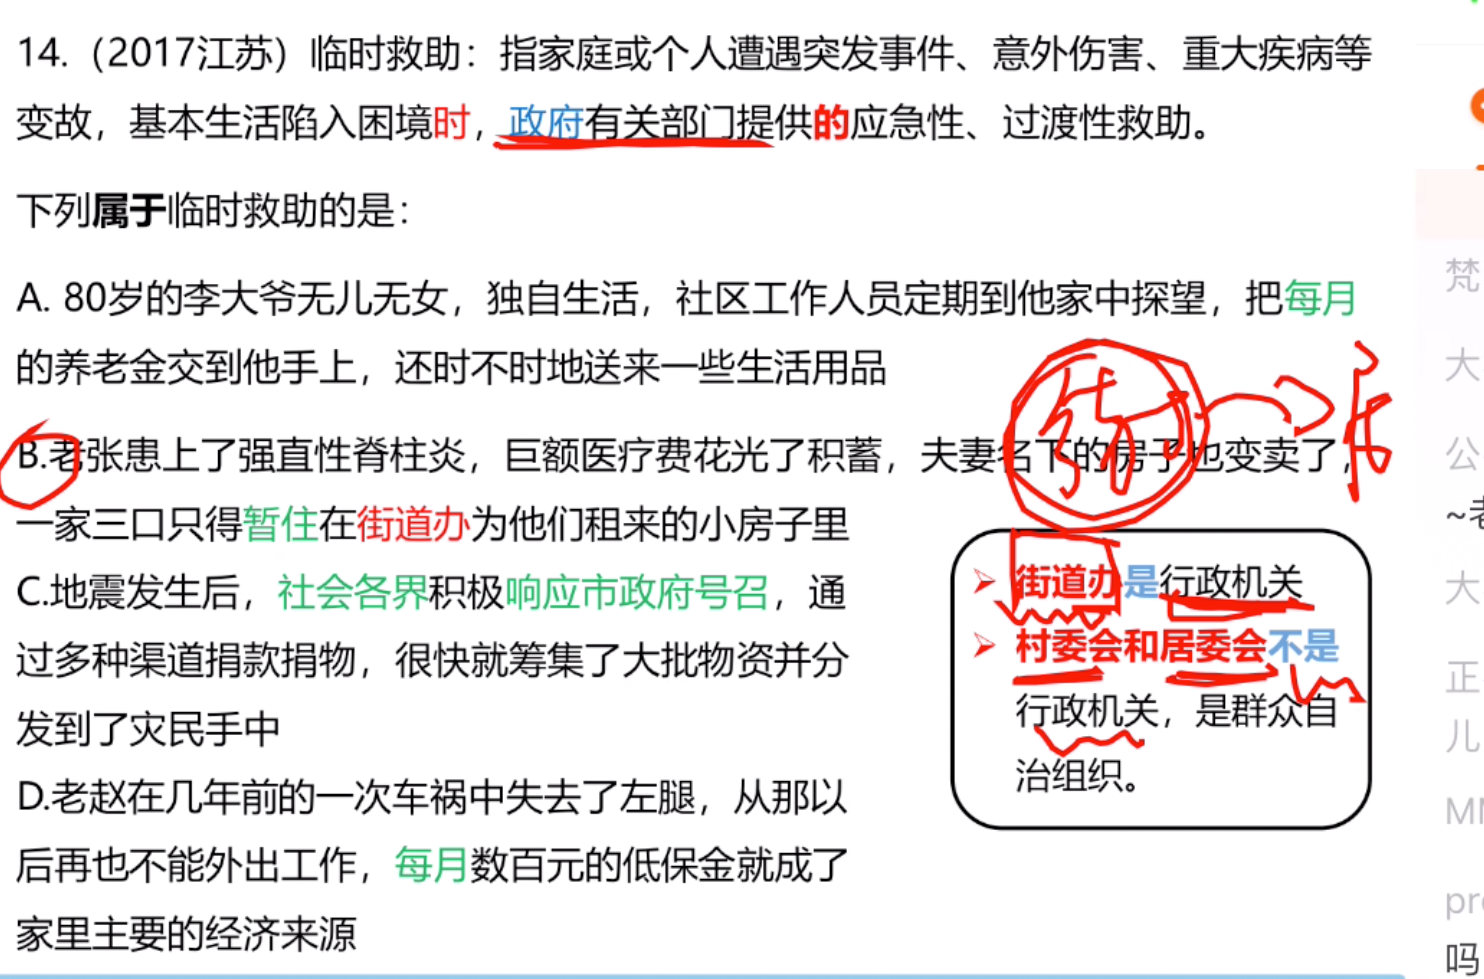 14.（2017江苏）临时救助：指家庭或个人遭遇突发事件、意外伤害、重大疾病等
变故，基本生活陷入困境时，政府有关部门提供的应急性、过渡性救助。
下列属于临时救助的是：
A. 80岁的李大爷无儿无女，独自生活，社区工作人员定期到他家中探望，把每月
的养老金交到他手上，还时不时地送来一些生活用品
B.老张患上了强直性脊柱炎，巨额医疗费花光了积蓄，夫妻名下的房子也变卖了，
一家三口只得暂住在街道办为他们租来的小房子里
C.地震发生后，社会各界积极响应市政府号召，通
过多种渠道捐款捐物，很快就筹集了大批物资并分
发到了灾民手中
D.老赵在几年前的一次车祸中失去了左腿，从那以
后再也不能外出工作，每月数百元的低保金就成了
家里主要的经济来源
街道办是行政机关
村委会和居委会不是
行政机关，是群众自
治组织。
梵
大
公
~老
大
正
儿
pr
吗